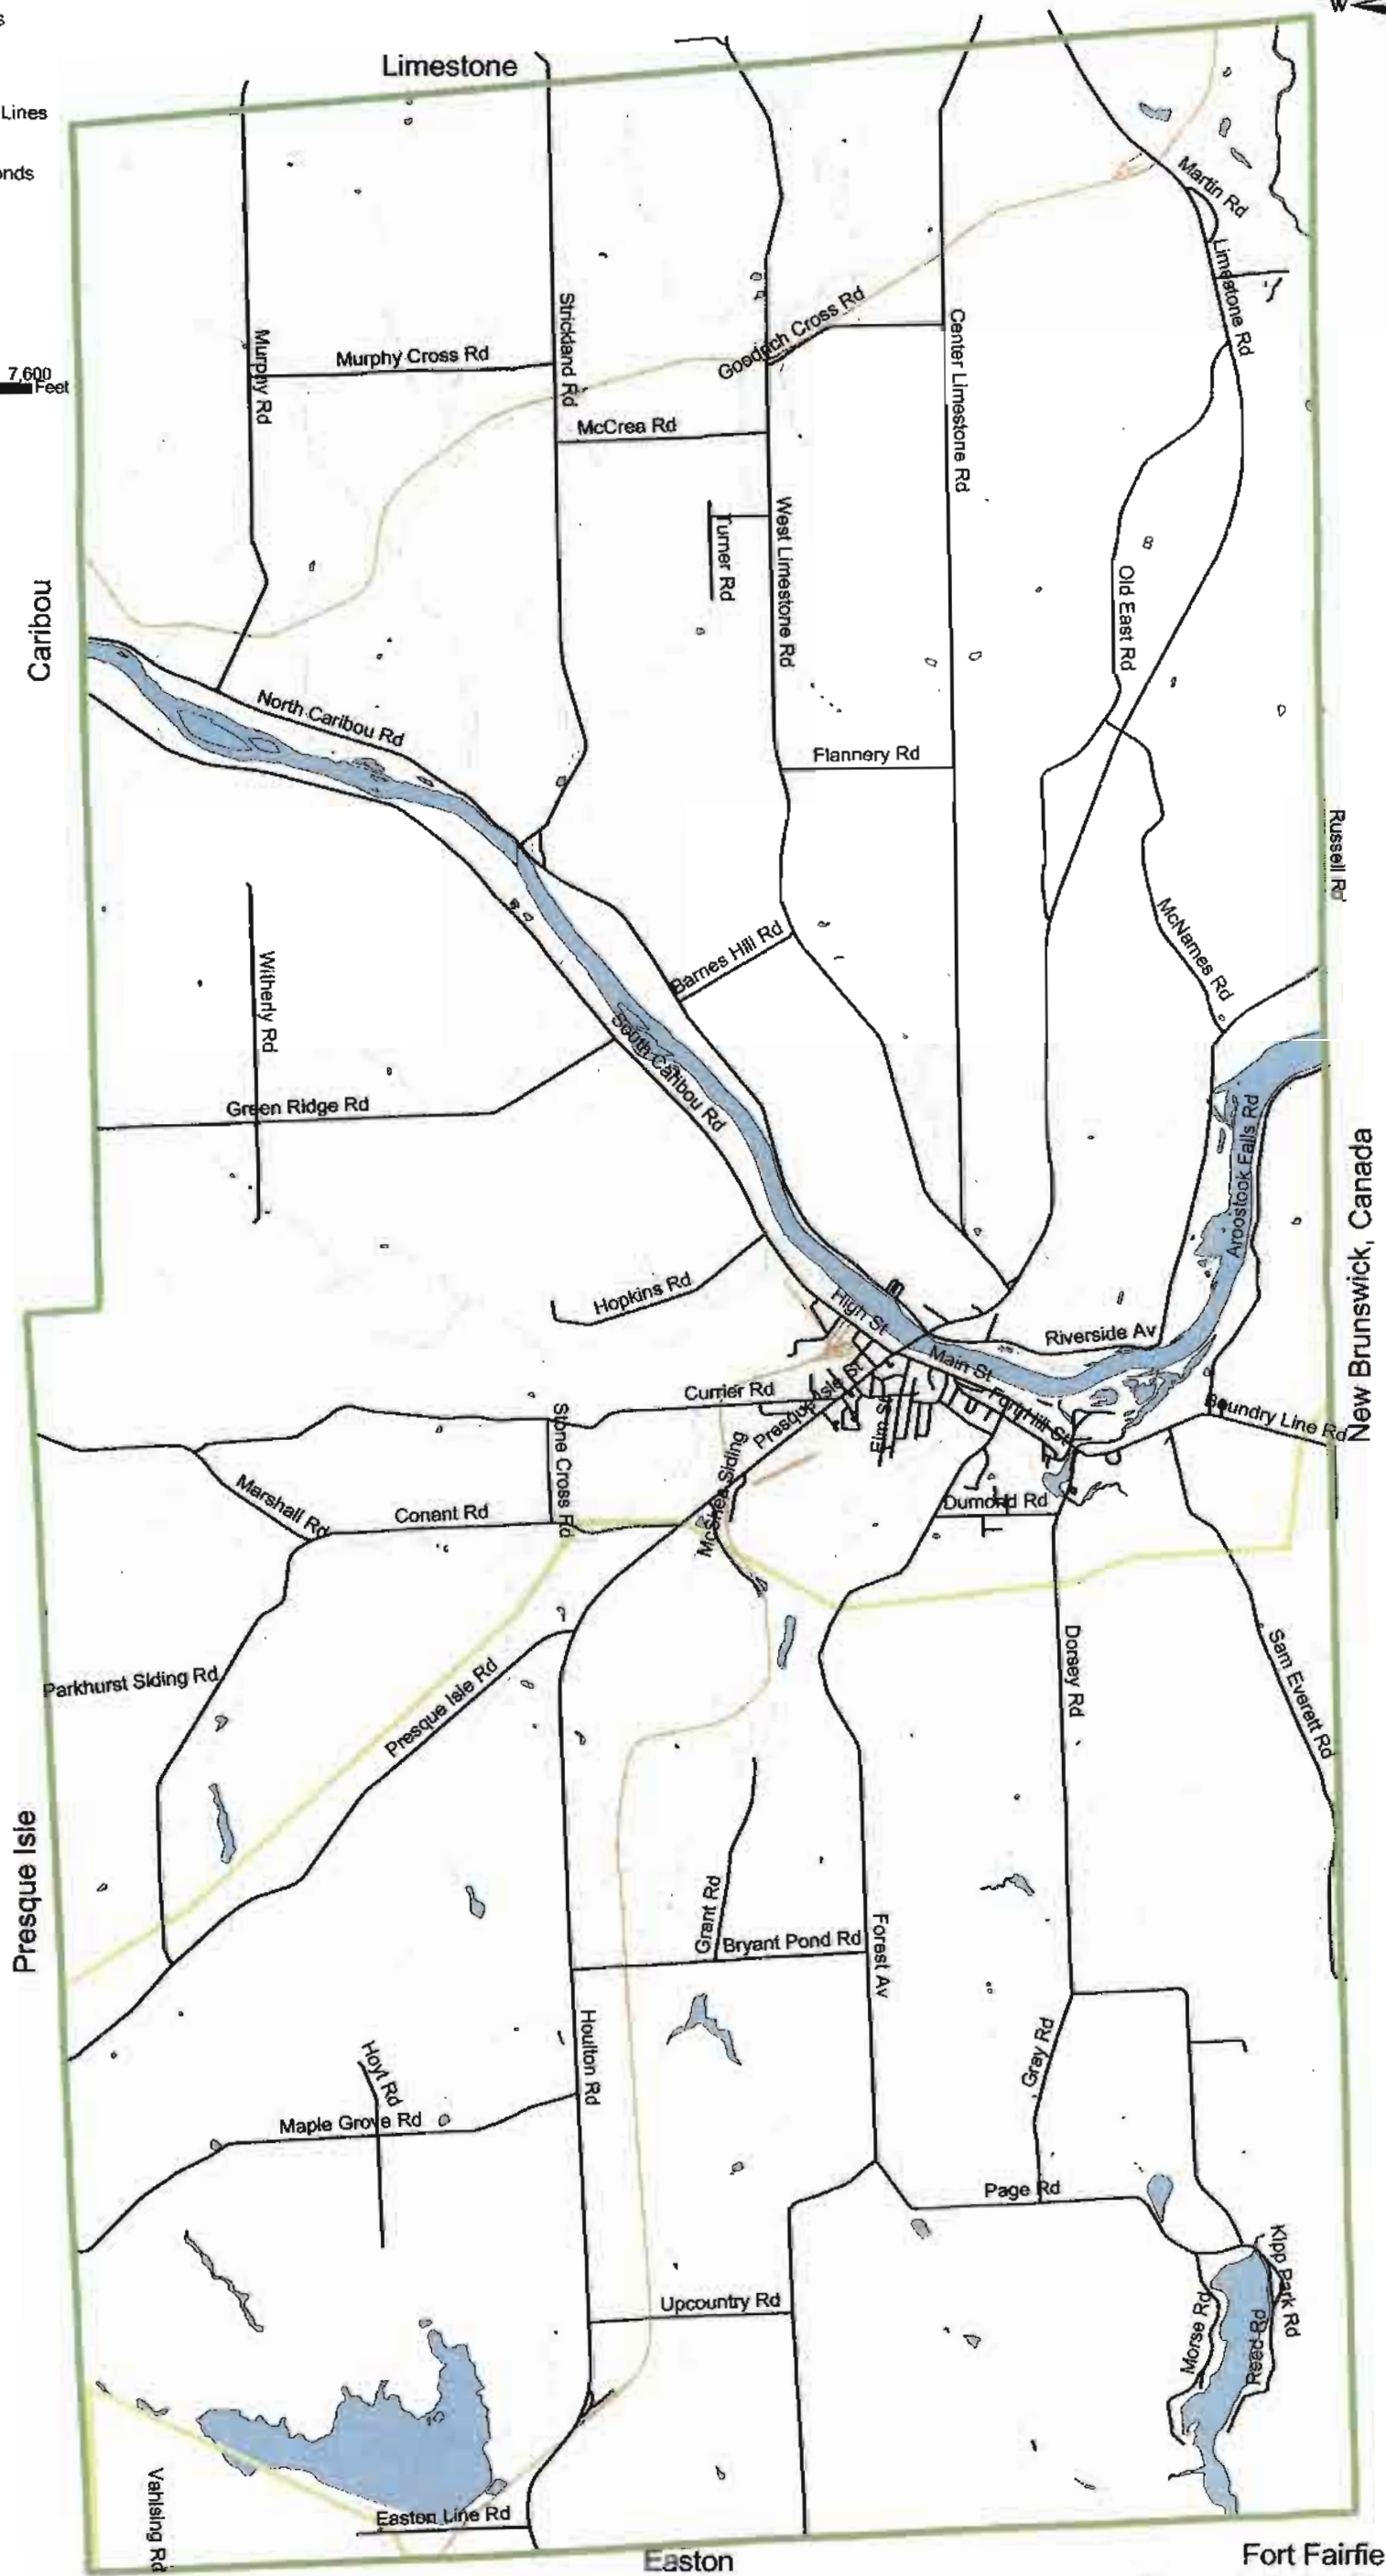 W
s
Limestone
Lines
onds
Martin Rd
Limestone Rd
Strickland Rd
Goodrich Cross Rd
Center Limestone Rd
Murphy Rd
Murphy Cross Rd
7,600
Feet
McCrea Rd
West Limestone Rd
Turner Rd
Old East Rd
Caribou
North Caribou Rd
Flannery Rd
Russell Rd
McNames Rd
Barnes Hill Rd
Witherly Rd
South Caribou Rd
Green Ridge Rd
Aroostook Falls Rd
New Brunswick, Canada
Hopkins Rd
High St
Riverside Av
Main St
Currier Rd
Presque Isle St
Fort Hill St
Elm St
Boundry Line Rd
Stone Cross Rd
McShea Siding
Marshall Rd
Conant Rd
Dumond Rd
Dorsey Rd
Sam Everett Rd
Parkhurst Siding Rd
Presque Isle Rd
Presque Isle
Grant Rd
Bryant Pond Rd
Forest Av
Houlton Rd
Gray Rd
Hoyt Rd
Maple Grove Rd
Page Rd
Kipp Park Rd
Upcountry Rd
Morse Rd
Reed Rd
Vahlsing Rd
Easton Line Rd
Easton
Fort Fairfie